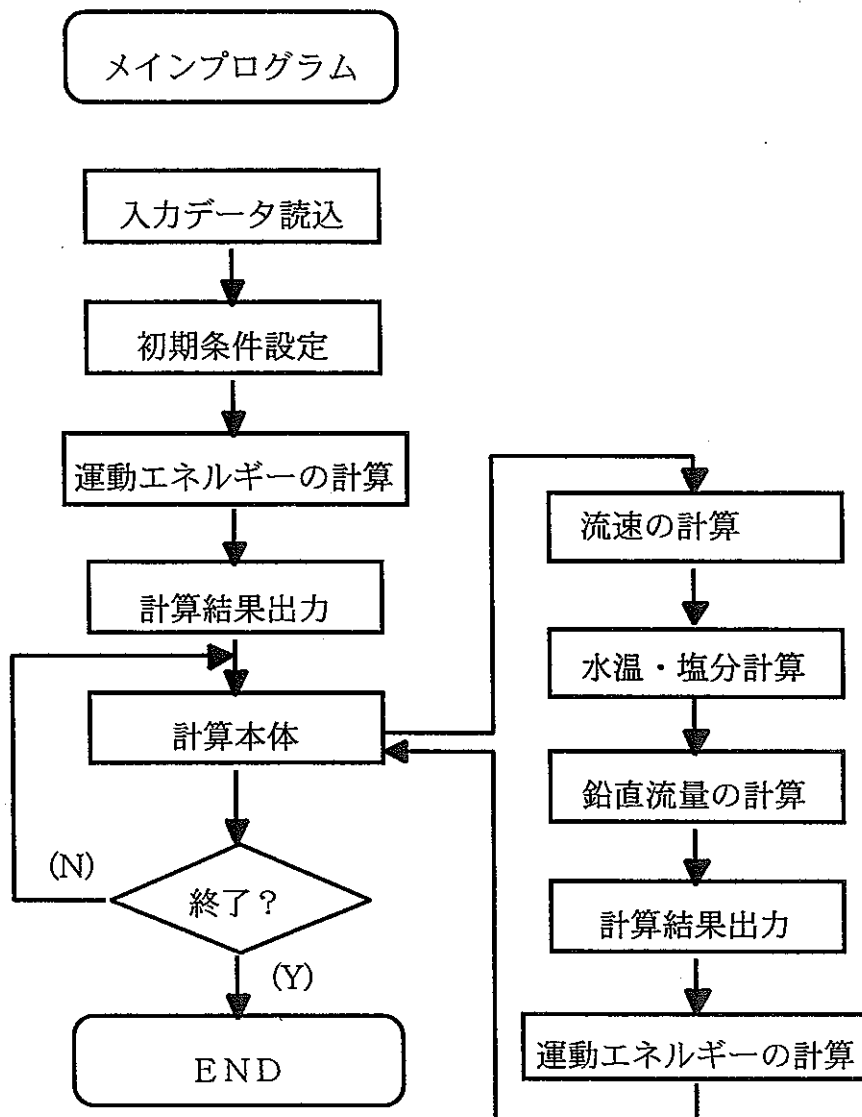 メインプログラム
入力データ読込
初期条件設定
運動エネルギーの計算
計算結果出力
計算本体
(N)
終了?
(Y)
END
流速の計算
水温・塩分計算
鉛直流量の計算
計算結果出力
運動エネルギーの計算